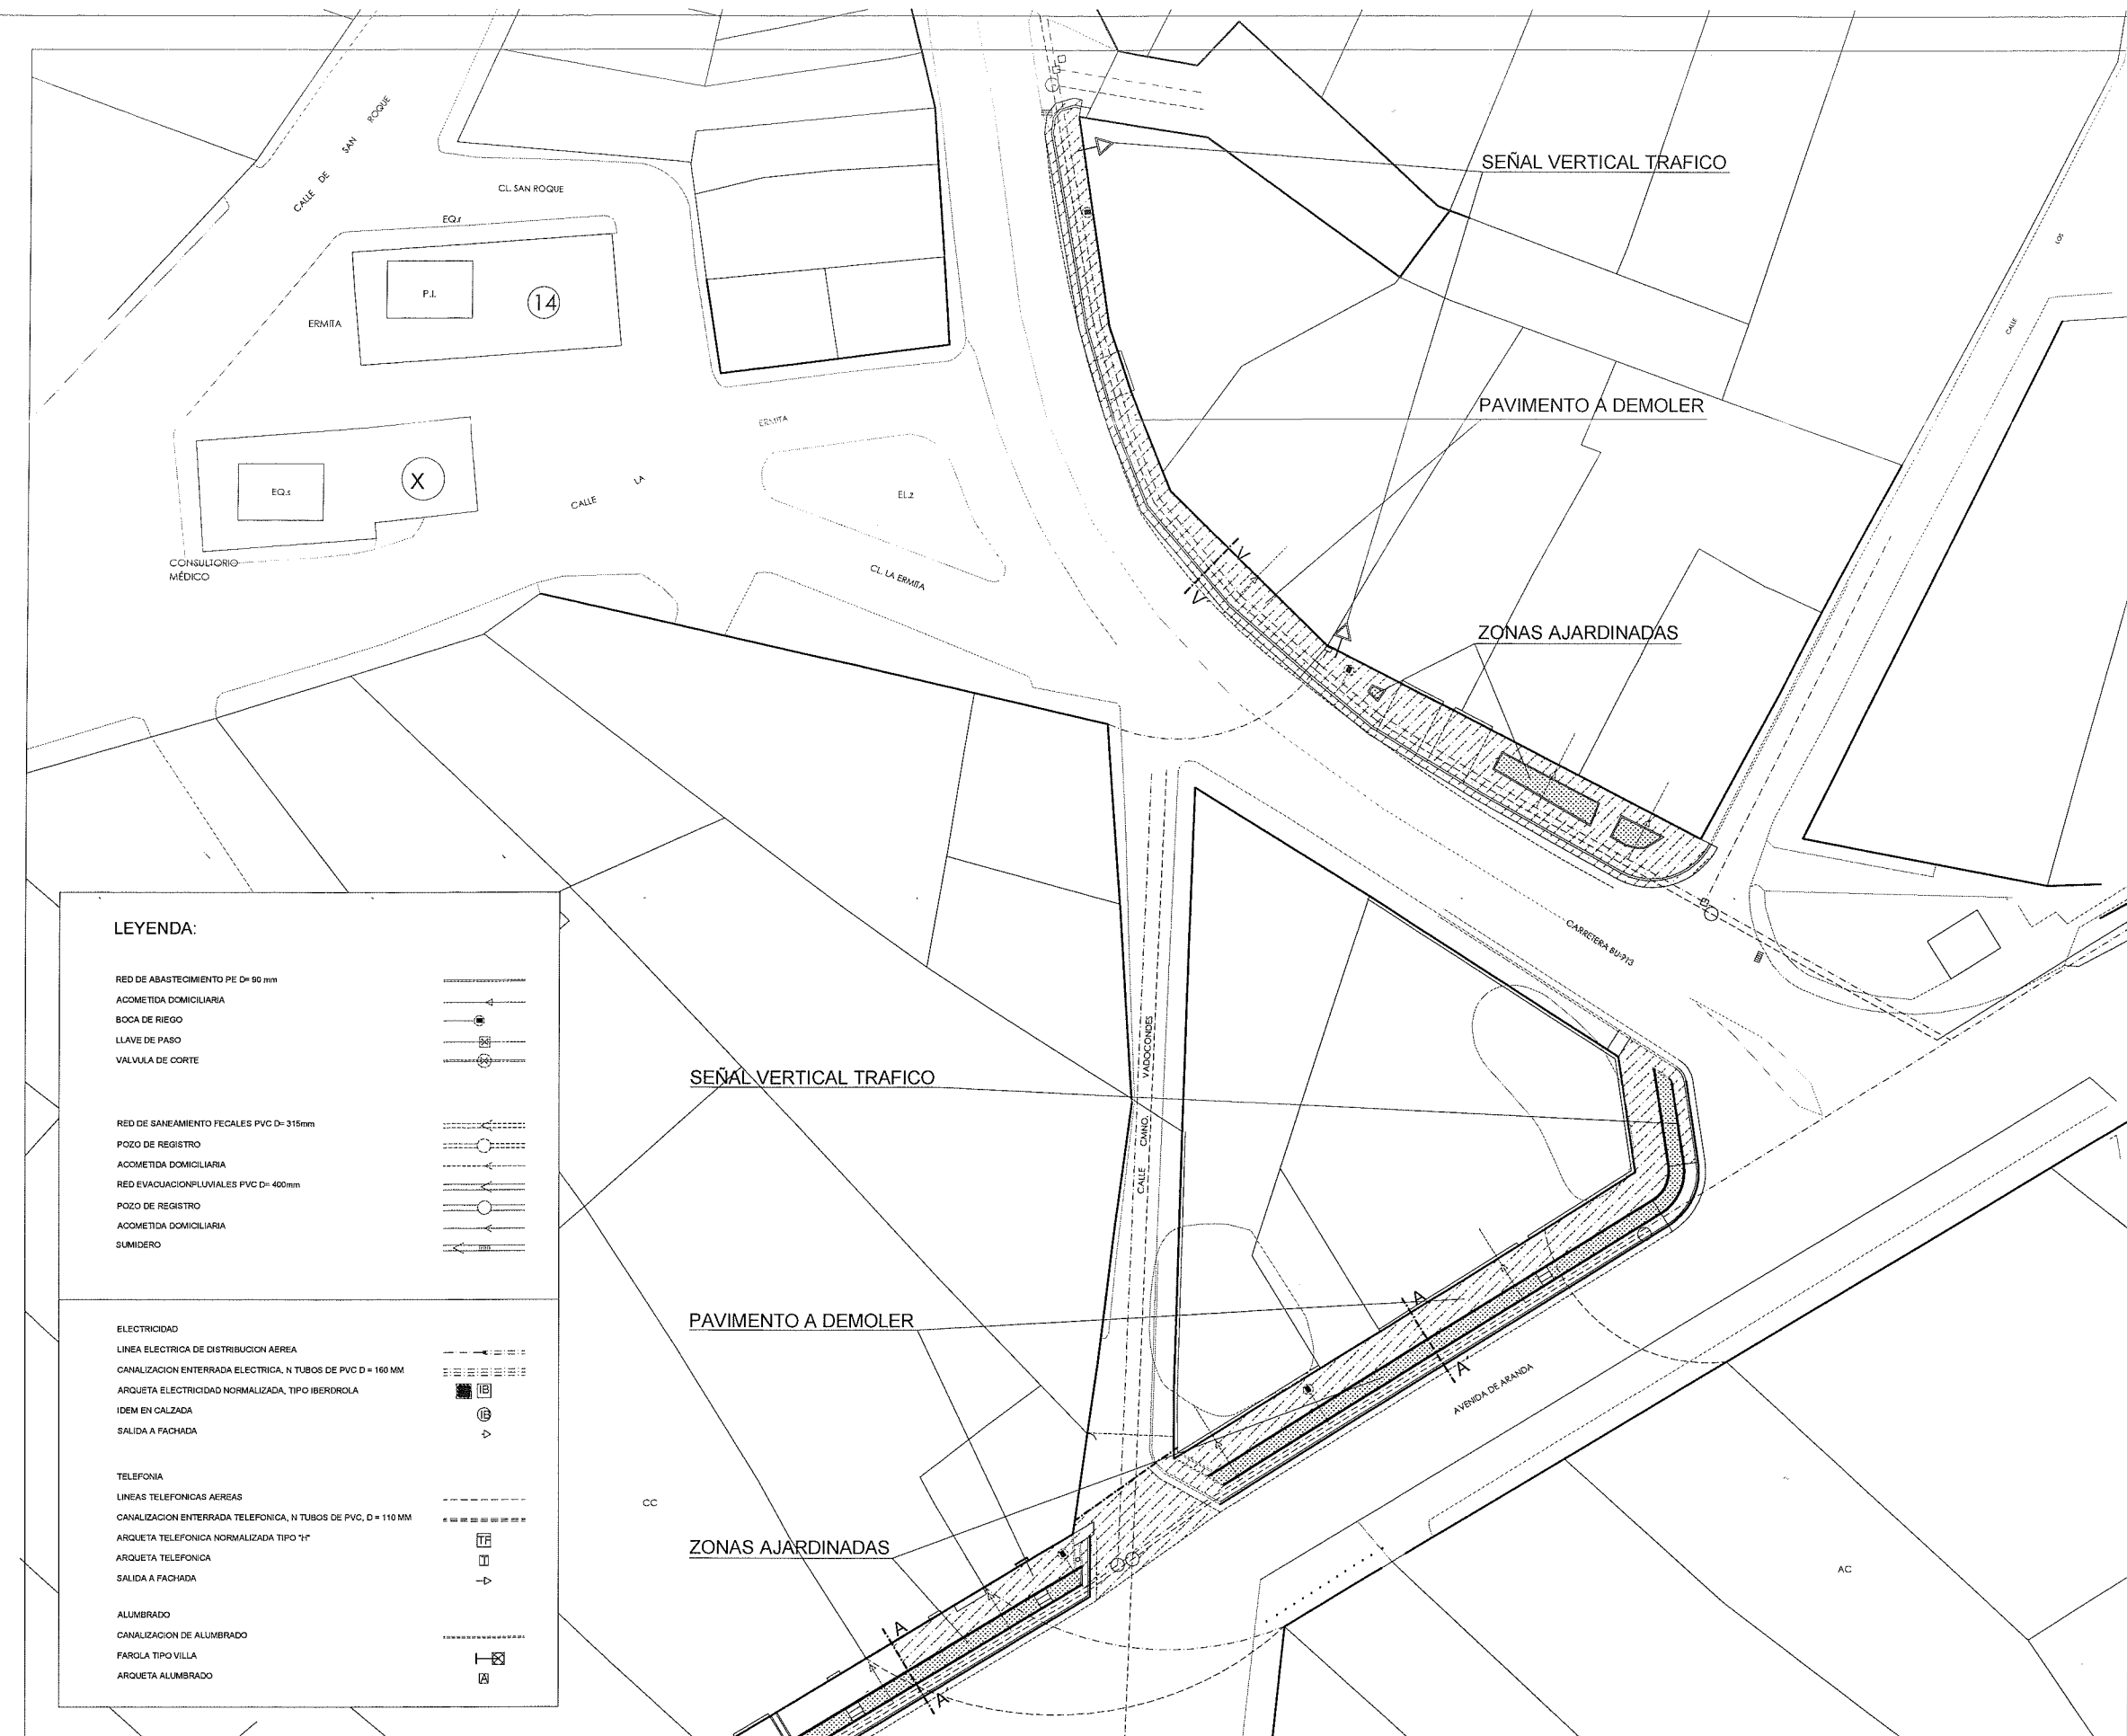 CALLE DE SAN ROQUE
CL. SAN ROQUE
EQ.r
P.I.
14
ERMITA
EQ.s
X
CONSULTORIO
MÉDICO
CALLE LA ERMITA
EL.z
CL. LA ERMITA
SEÑAL VERTICAL TRAFICO
PAVIMENTO A DEMOLER
ZONAS AJARDINADAS
CALLE LOS
CARRETERA BU-913
CALLE CMNO. VADOCONDES
SEÑAL VERTICAL TRAFICO
PAVIMENTO A DEMOLER
ZONAS AJARDINADAS
AVENIDA DE ARANDA
A
A'
A
A'
CC
AC
LEYENDA:
RED DE ABASTECIMIENTO PE D= 90 mm
ACOMETIDA DOMICILIARIA
BOCA DE RIEGO
LLAVE DE PASO
VALVULA DE CORTE
RED DE SANEAMIENTO FECALES PVC D= 315mm
POZO DE REGISTRO
ACOMETIDA DOMICILIARIA
RED EVACUACIONPLUVIALES PVC D= 400mm
POZO DE REGISTRO
ACOMETIDA DOMICILIARIA
SUMIDERO
ELECTRICIDAD
LINEA ELECTRICA DE DISTRIBUCION AEREA
CANALIZACION ENTERRADA ELECTRICA, N TUBOS DE PVC D = 160 MM
ARQUETA ELECTRICIDAD NORMALIZADA, TIPO IBERDROLA IB
IDEM EN CALZADA IB
SALIDA A FACHADA
TELEFONIA
LINEAS TELEFONICAS AEREAS
CANALIZACION ENTERRADA TELEFONICA, N TUBOS DE PVC, D = 110 MM
ARQUETA TELEFONICA NORMALIZADA TIPO "H" TF
ARQUETA TELEFONICA T
SALIDA A FACHADA
ALUMBRADO
CANALIZACION DE ALUMBRADO
FAROLA TIPO VILLA
ARQUETA ALUMBRADO A